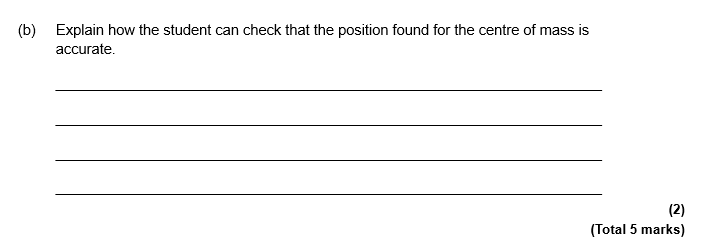 (b) Explain how the student can check that the position found for the centre of mass is
accurate.
(2)
(Total 5 marks)